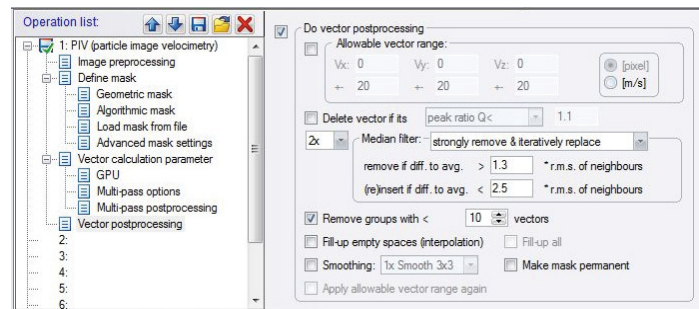 Operation list:
1: PIV (particle image velocimetry)
Image preprocessing
Define mask
Geometric mask
Algorithmic mask
Load mask from file
Advanced mask settings
Vector calculation parameter
GPU
Multi-pass options
Multi-pass postprocessing
Vector postprocessing
2:
3:
4:
5:
6:
Do vector postprocessing
Allowable vector range:
Vx: 0 Vy: 0 Vz: 0 [pixel]
+- 20 +- 20 +- 20 [m/s]
Delete vector if its peak ratio Q< 1.1
2x Median filter: strongly remove & iteratively replace
remove if diff. to avg. > 1.3 * r.m.s. of neighbours
(re)insert if diff. to avg. < 2.5 * r.m.s. of neighbours
Remove groups with < 10 vectors
Fill-up empty spaces (interpolation) Fill-up all
Smoothing: 1x Smooth 3x3 Make mask permanent
Apply allowable vector range again